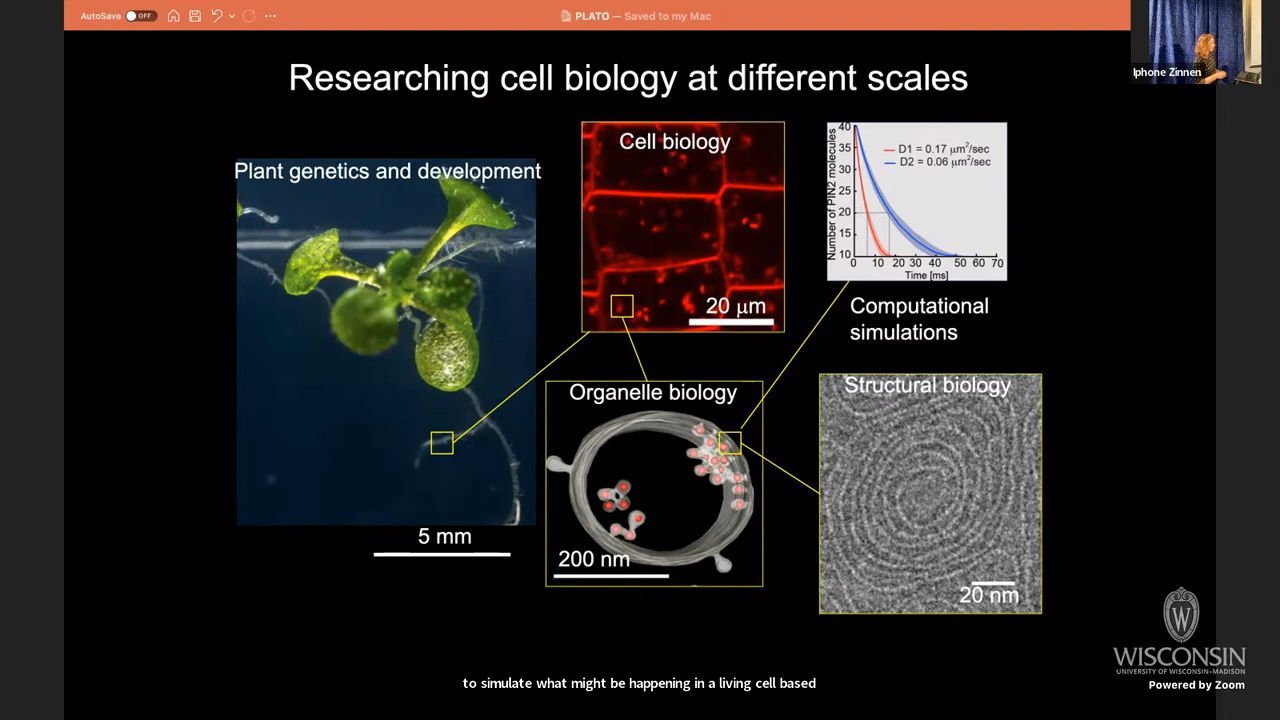 AutoSave OFF
PLATO — Saved to my Mac
Iphone Zinnen
Researching cell biology at different scales
Plant genetics and development
5 mm
Cell biology
20 μm
Organelle biology
200 nm
Number of PIN2 molecules
40
35
30
25
20
15
10
D1 = 0.17 μm²/sec
D2 = 0.06 μm²/sec
0 10 20 30 40 50 60 70
Time [ms]
Computational
simulations
Structural biology
20 nm
W
WISCONSIN
UNIVERSITY OF WISCONSIN–MADISON
Powered by Zoom
to simulate what might be happening in a living cell based